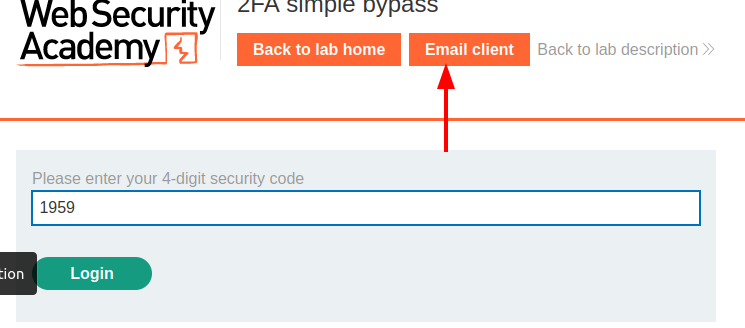 Web Security
Academy
2FA simple bypass
Back to lab home
Email client
Back to lab description
Please enter your 4-digit security code
1959
Login